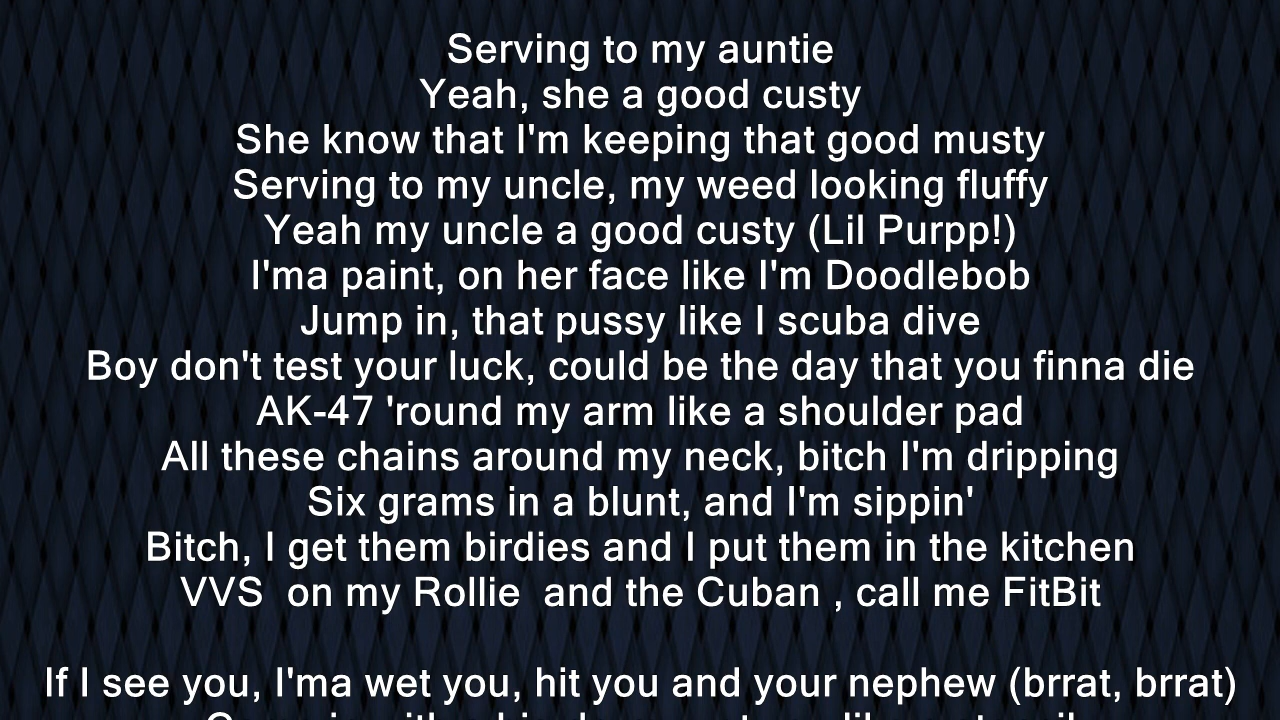 Serving to my auntie
Yeah, she a good custy
She know that I'm keeping that good musty
Serving to my uncle, my weed looking fluffy
Yeah my uncle a good custy (Lil Purpp!)
I'ma paint, on her face like I'm Doodlebob
Jump in, that pussy like I scuba dive
Boy don't test your luck, could be the day that you finna die
AK-47 'round my arm like a shoulder pad
All these chains around my neck, bitch I'm dripping
Six grams in a blunt, and I'm sippin'
Bitch, I get them birdies and I put them in the kitchen
VVS  on my Rollie  and the Cuban , call me FitBit
If I see you, I'ma wet you, hit you and your nephew (brrat, brrat)